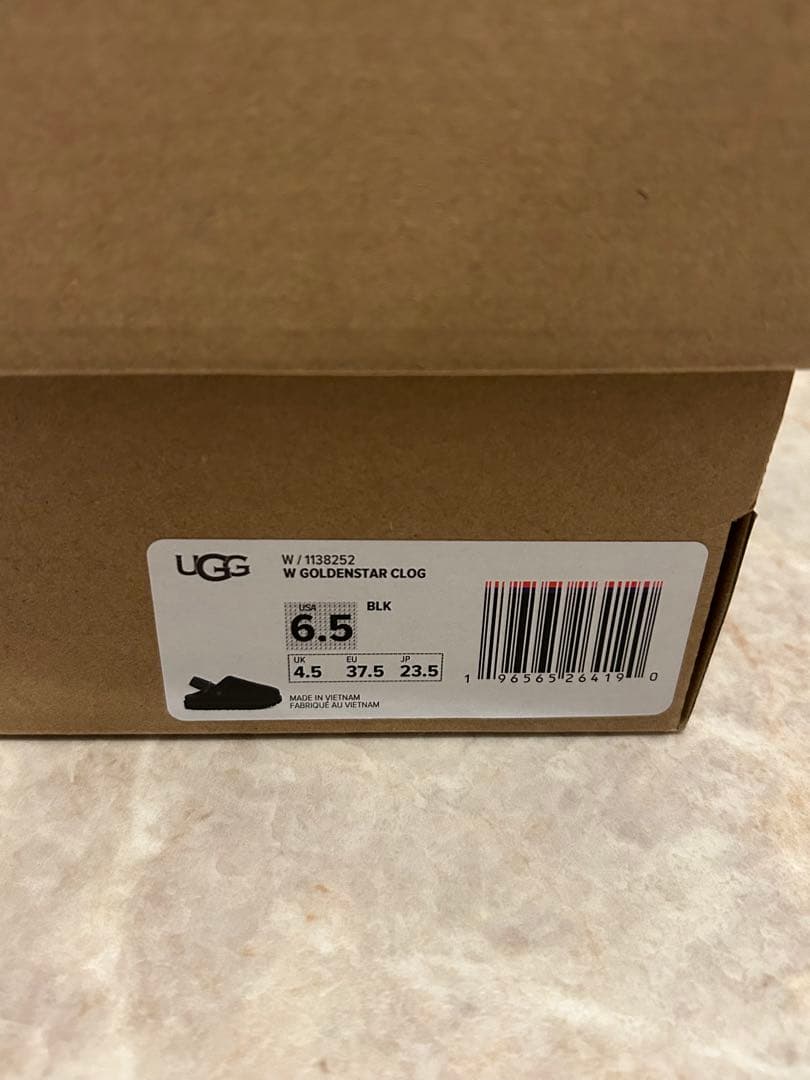 UGG
W / 1138252
W GOLDENSTAR CLOG
USA
6.5
BLK
UK EU JP
4.5 37.5 23.5
MADE IN VIETNAM
FABRIQUÉ AU VIETNAM
1 96565 26419 0